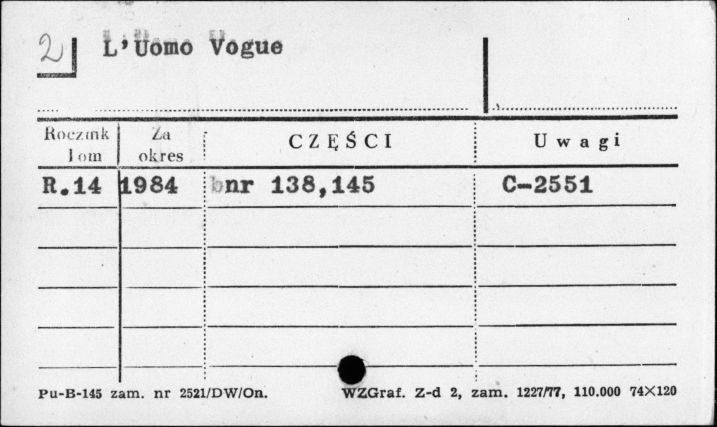 2
L'Uomo Vogue
Rocznik Tom
Za okres
CZĘŚCI
Uwagi
R.14 1984 nr 138,145 C-2551
Pu-B-145 zam. nr 2521/DW/On. WZGraf. Z-d 2, zam. 1227/77, 110.000 74×120